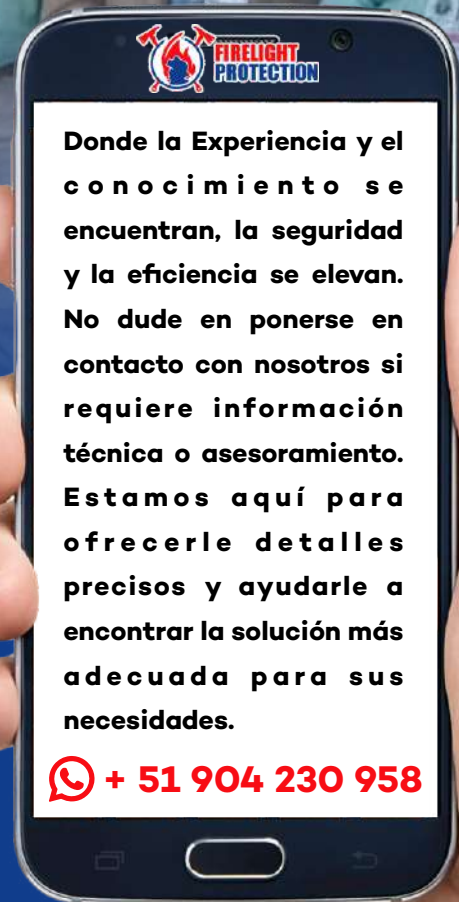 FIRELIGHT
PROTECTION
Donde la Experiencia y el
conocimiento se
encuentran, la seguridad
y la eficiencia se elevan.
No dude en ponerse en
contacto con nosotros si
requiere información
técnica o asesoramiento.
Estamos aquí para
ofrecerle detalles
precisos y ayudarle a
encontrar la solución más
adecuada para sus
necesidades.
+ 51 904 230 958